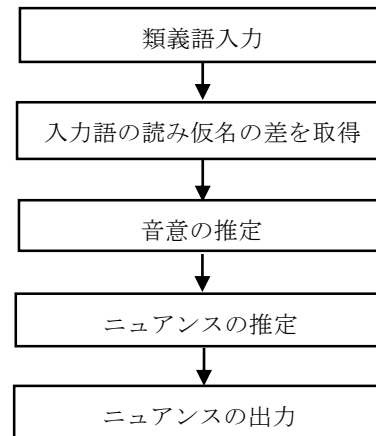 類義語入力
入力語の読み仮名の差を取得
音意の推定
ニュアンスの推定
ニュアンスの出力